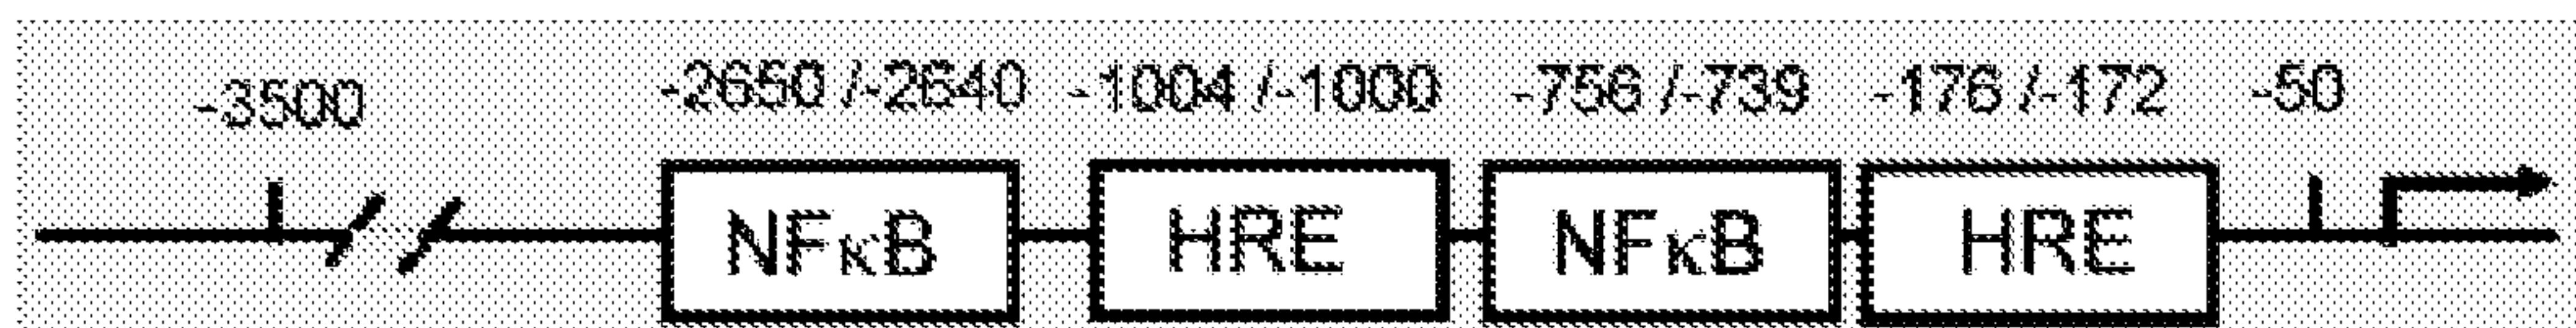 -3500 -2650 /-2640 -1004 /-1000 -756 /-739 -176 /-172 -50
NFκB HRE NFκB HRE